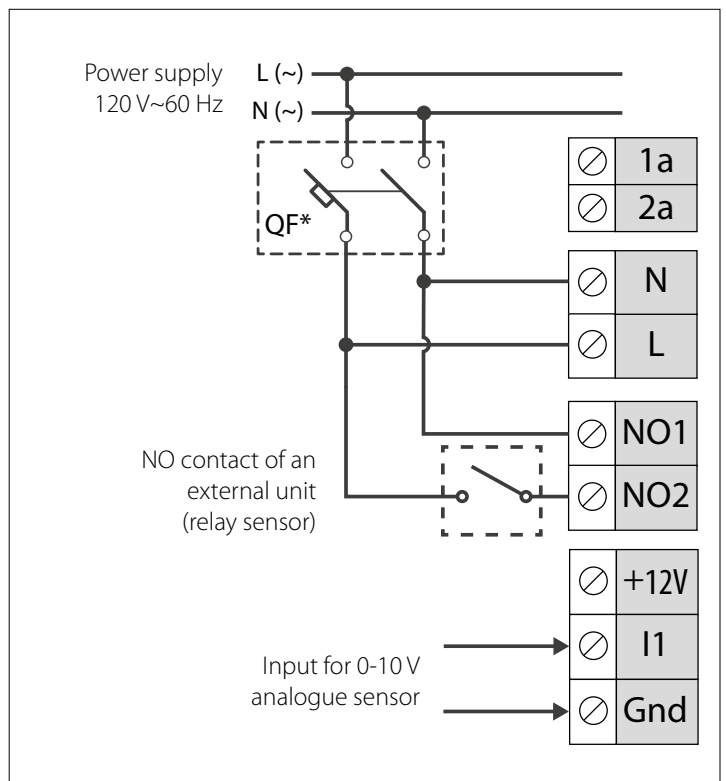 Power supply
120 V~60 Hz
L (~)
N (~)
QF*
1a
2a
N
L
NO1
NO2
NO contact of an
external unit
(relay sensor)
+12V
I1
Gnd
Input for 0-10 V
analogue sensor